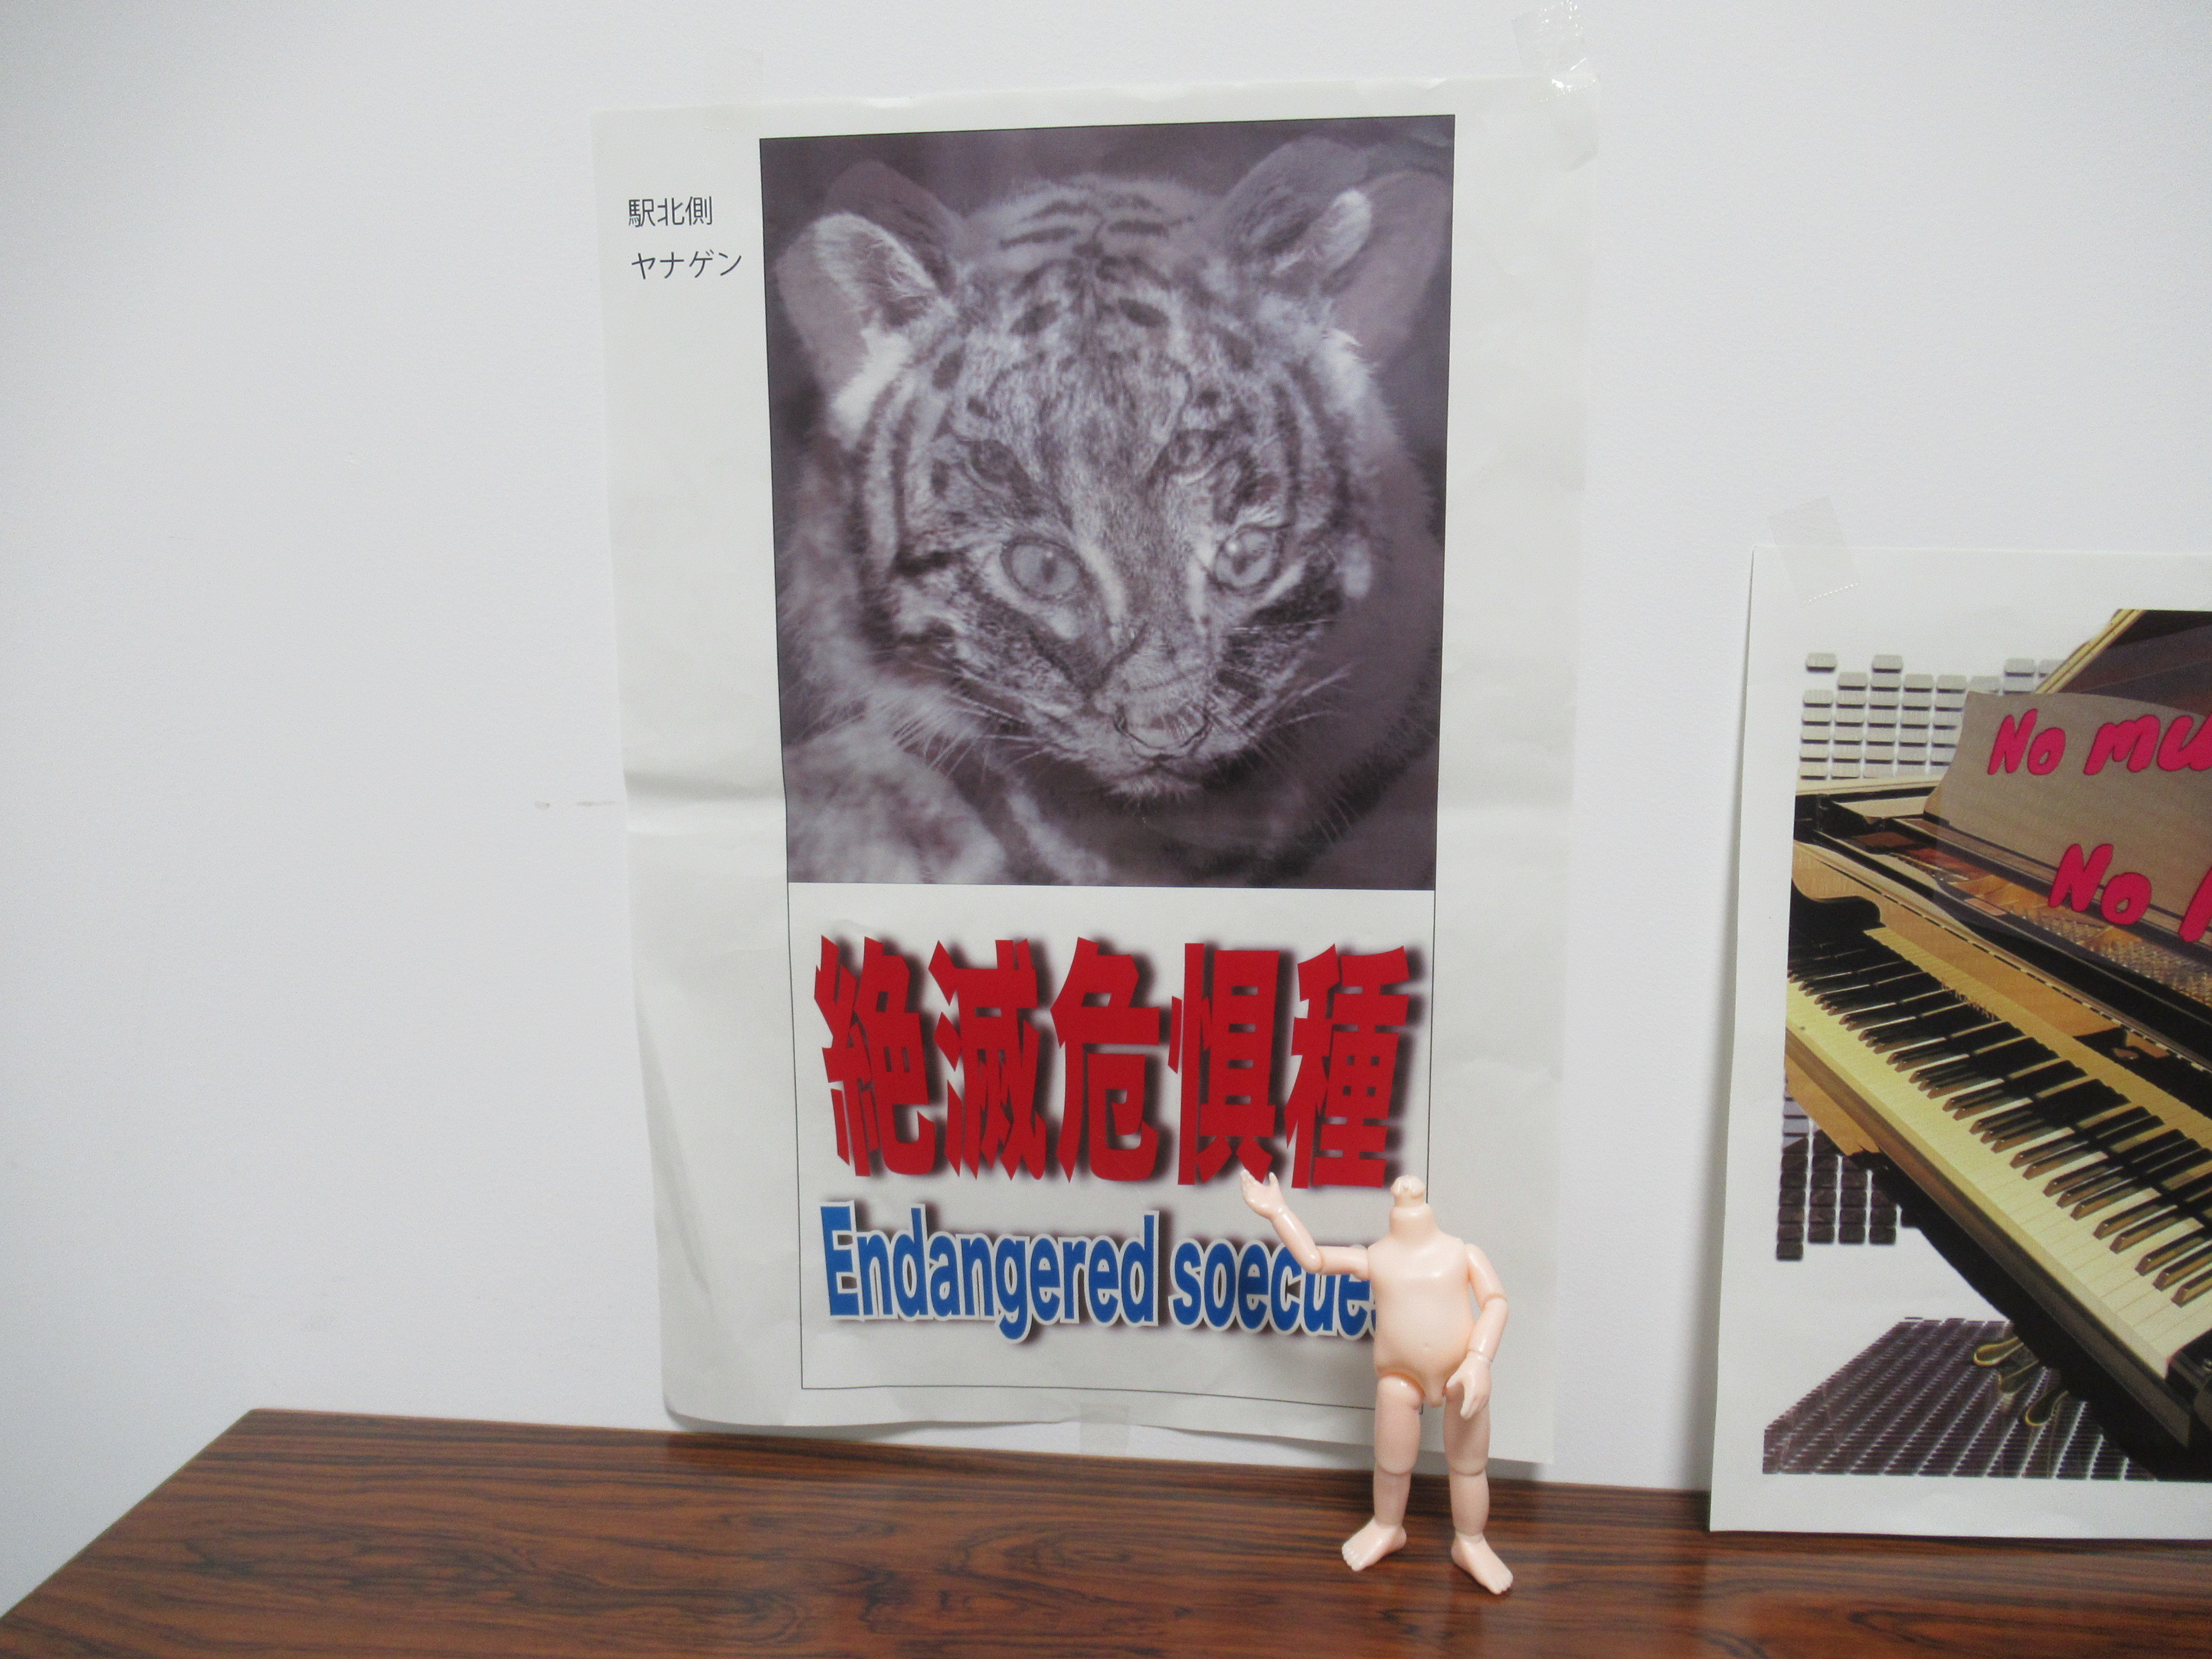 駅北側
ヤナゲン
絶滅危惧種
Endangered soecues
No mu
No